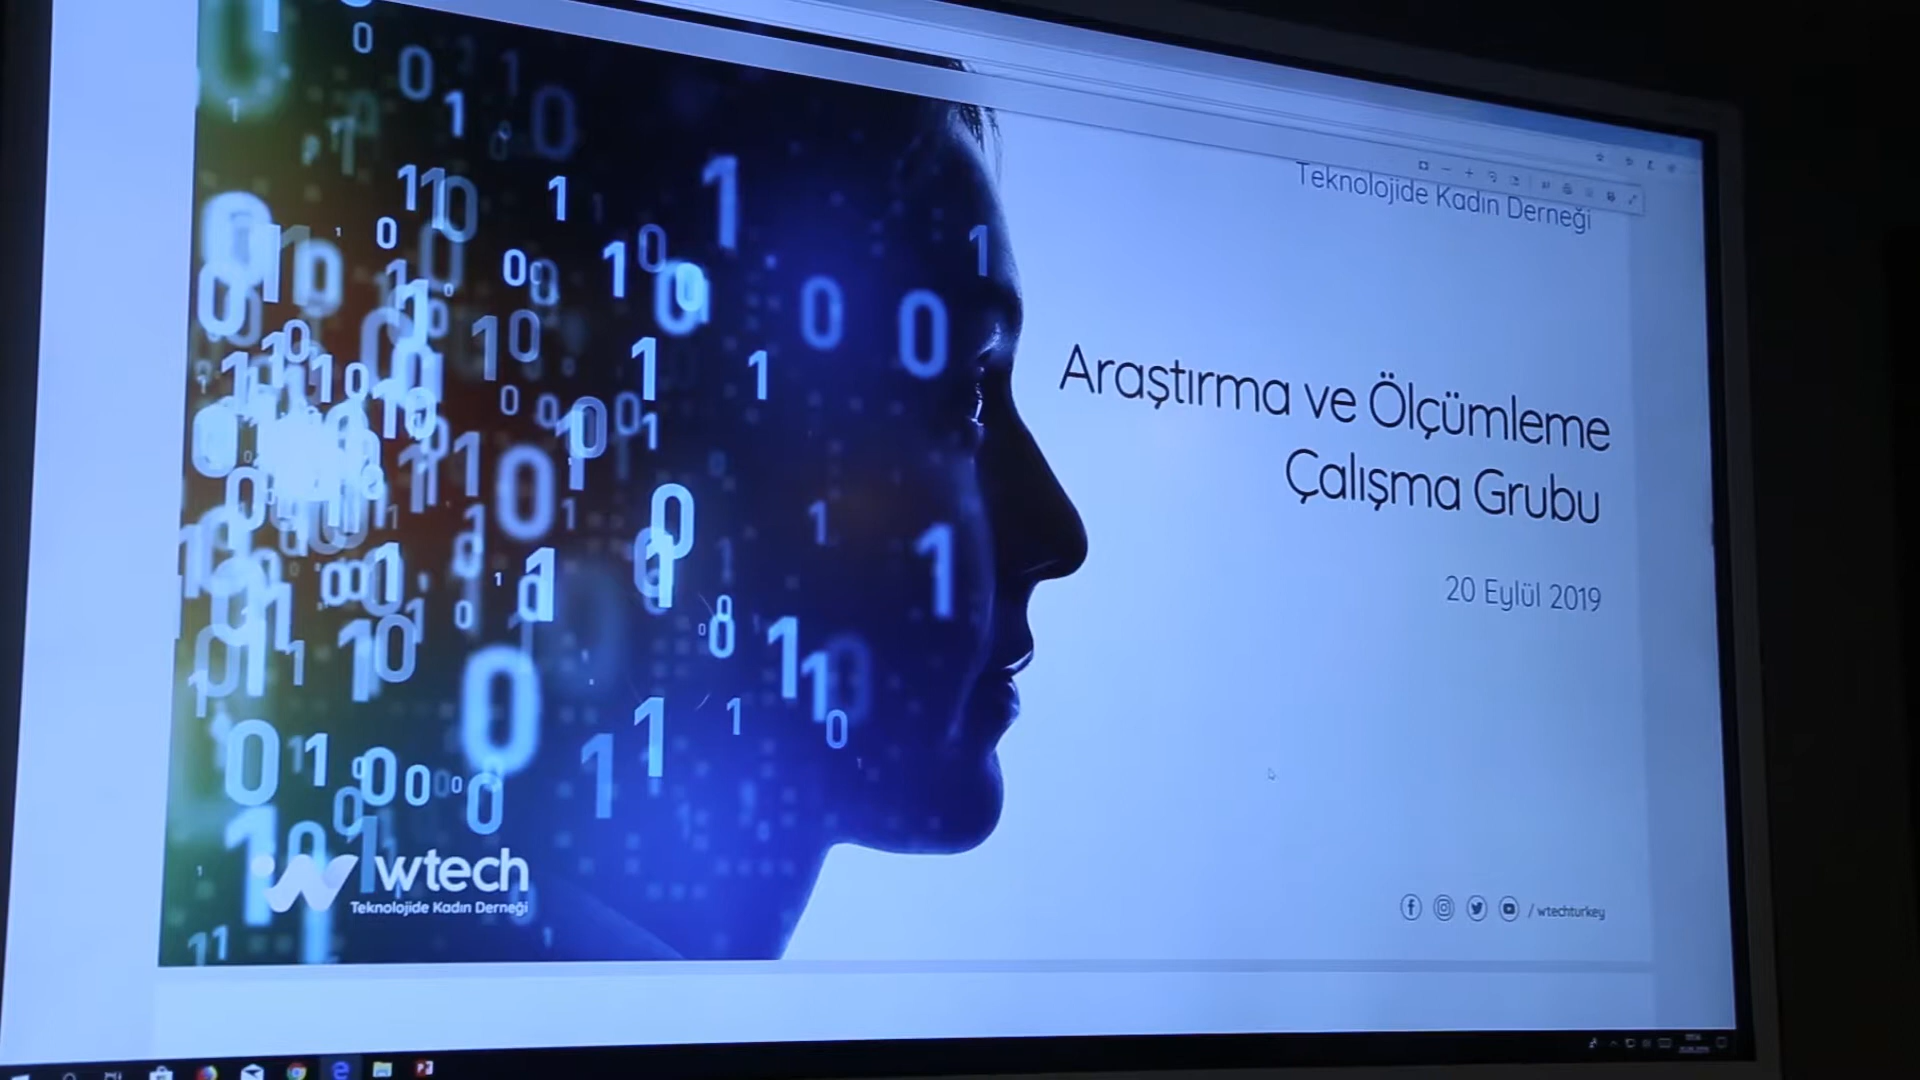 Teknolojide Kadın Derneği
Araştırma ve Ölçümleme
Çalışma Grubu
20 Eylül 2019
wtech
Teknolojide Kadın Derneği
/wtechturkey